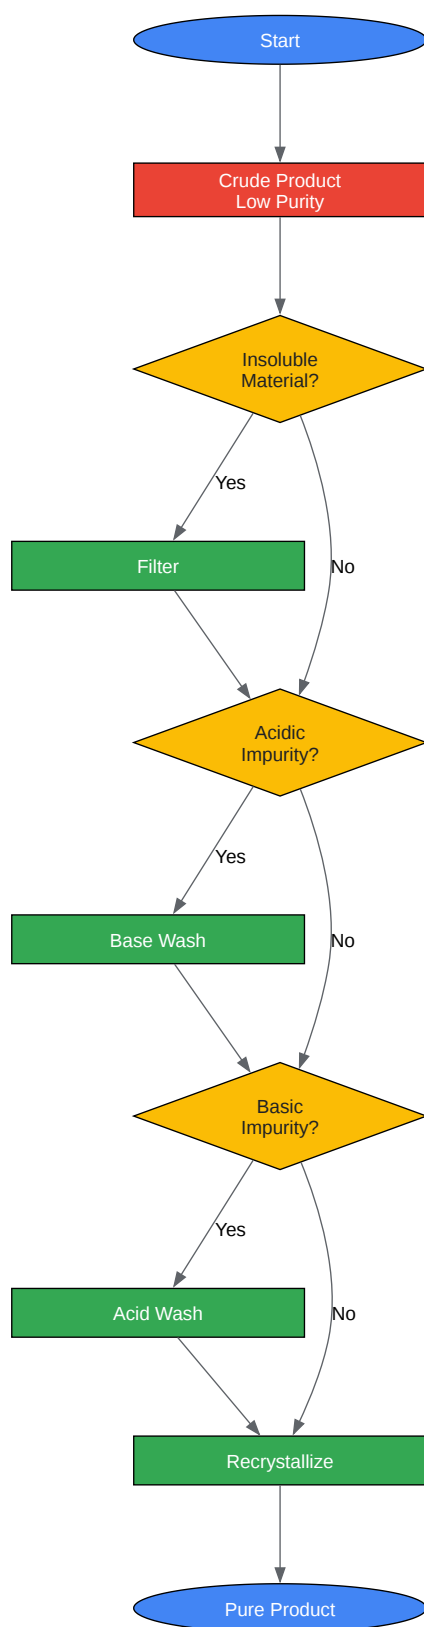 Start
Crude Product
Low Purity
Insoluble
Material?
Yes
Filter
No
Acidic
Impurity?
Yes
Base Wash
No
Basic
Impurity?
Yes
Acid Wash
No
Recrystallize
Pure Product